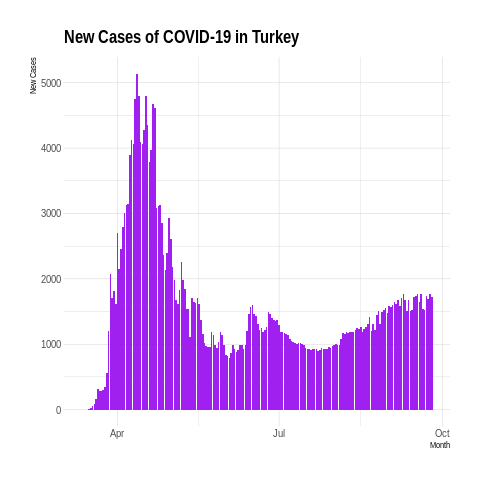 New Cases of COVID-19 in Turkey
New Cases
5000
4000
3000
2000
1000
0
Apr
Jul
Oct
Month